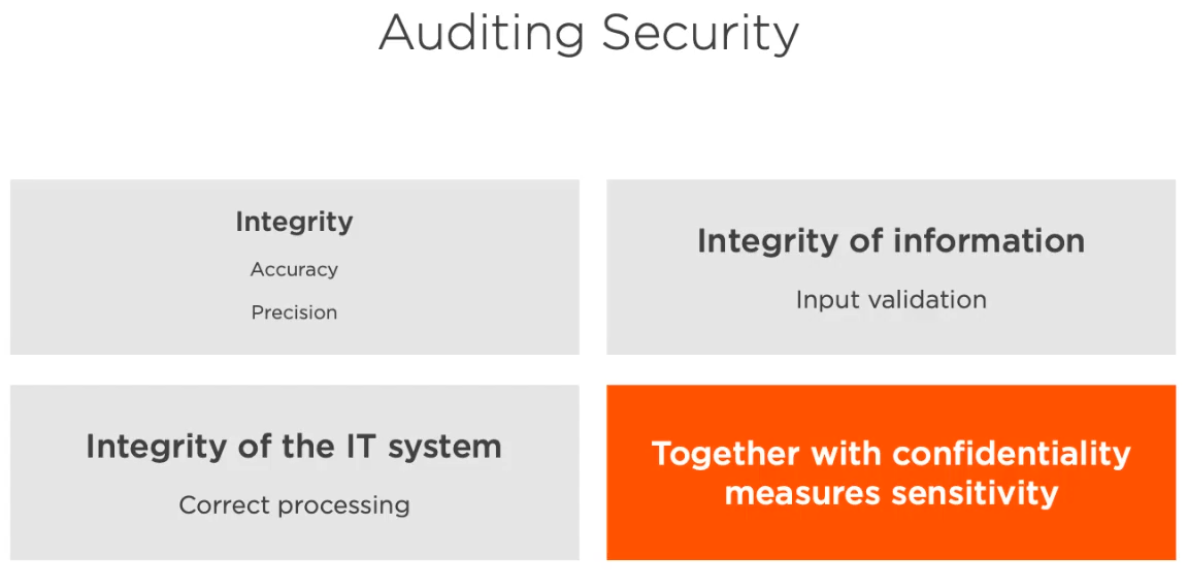 Auditing Security
Integrity
Accuracy
Precision
Integrity of information
Input validation
Integrity of the IT system
Correct processing
Together with confidentiality
measures sensitivity